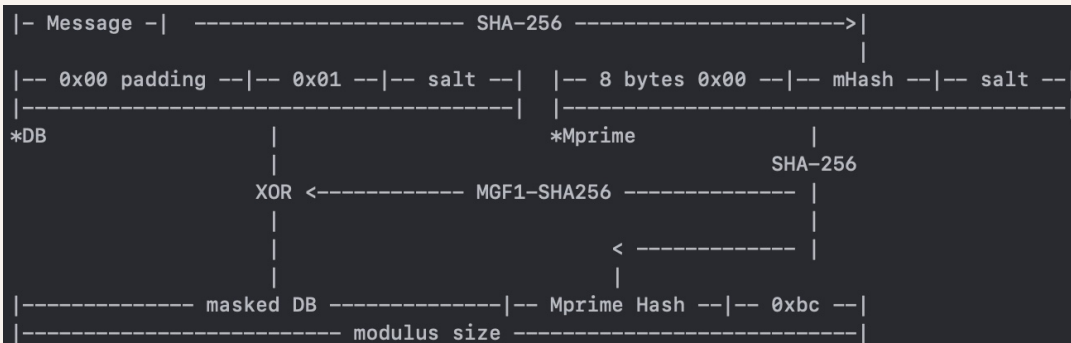 |- Message -|  ---------------------- SHA-256 ---------------------->|
                                                                      |
|-- 0x00 padding --|-- 0x01 --|-- salt --|  |-- 8 bytes 0x00 --|-- mHash --|-- salt --
|----------------------------------------|  |-----------------------------------------
*DB                   |                     *Mprime               |
                      |                                        SHA-256
                    XOR <------------ MGF1-SHA256 -------------- |
                      |                                           |
                      |                           < ------------- |
                      |                           |
|-------------- masked DB --------------|-- Mprime Hash --|-- 0xbc --|
|-------------------------- modulus size ----------------------------|